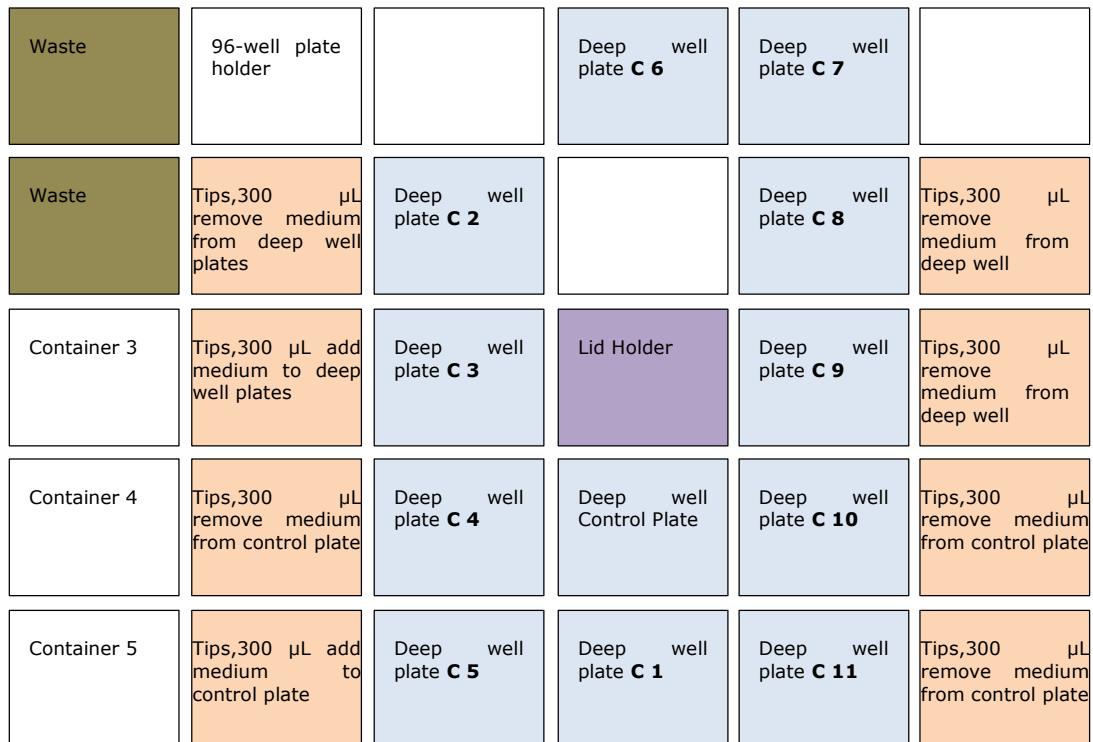 Waste
96-well plate
holder
Deep well
plate C 6
Deep well
plate C 7
Waste
Tips,300 µL
remove medium
from deep well
plates
Deep well
plate C 2
Deep well
plate C 8
Tips,300 µL
remove
medium from
deep well
Container 3
Tips,300 µL add
medium to deep
well plates
Deep well
plate C 3
Lid Holder
Deep well
plate C 9
Tips,300 µL
remove
medium from
deep well
Container 4
Tips,300 µL
remove medium
from control plate
Deep well
plate C 4
Deep well
Control Plate
Deep well
plate C 10
Tips,300 µL
remove medium
from control plate
Container 5
Tips,300 µL add
medium to
control plate
Deep well
plate C 5
Deep well
plate C 1
Deep well
plate C 11
Tips,300 µL
remove medium
from control plate